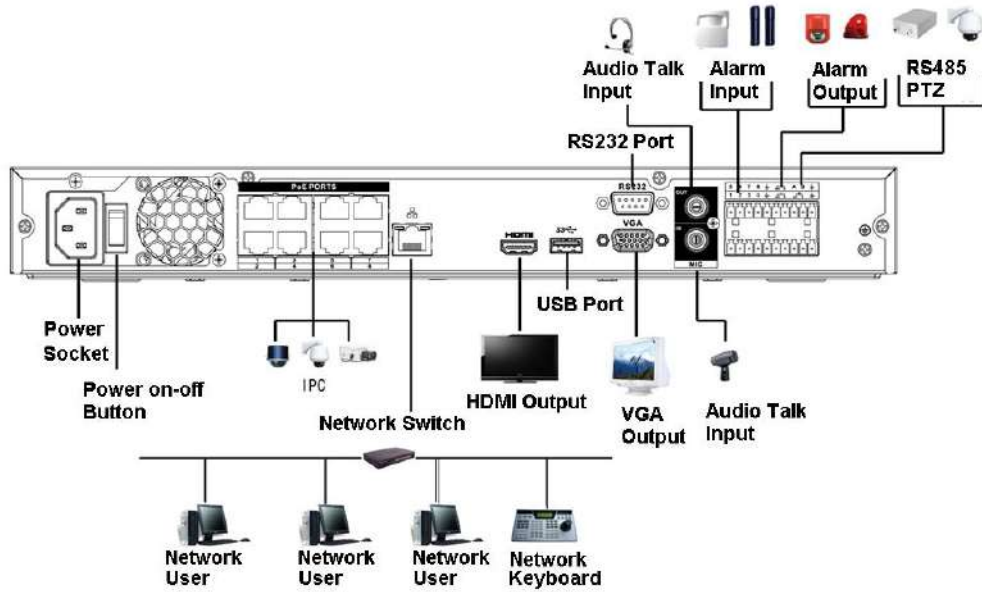 Audio Talk
Input
Alarm
Input
Alarm
Output
RS485
PTZ
RS232 Port
PoE PORTS
RS232
OUT
HDMI
VGA
IN
MIC
USB Port
Power
Socket
Power on-off
Button
IPC
Network Switch
HDMI Output
VGA
Output
Audio Talk
Input
Network
User
Network
User
Network
User
Network
Keyboard